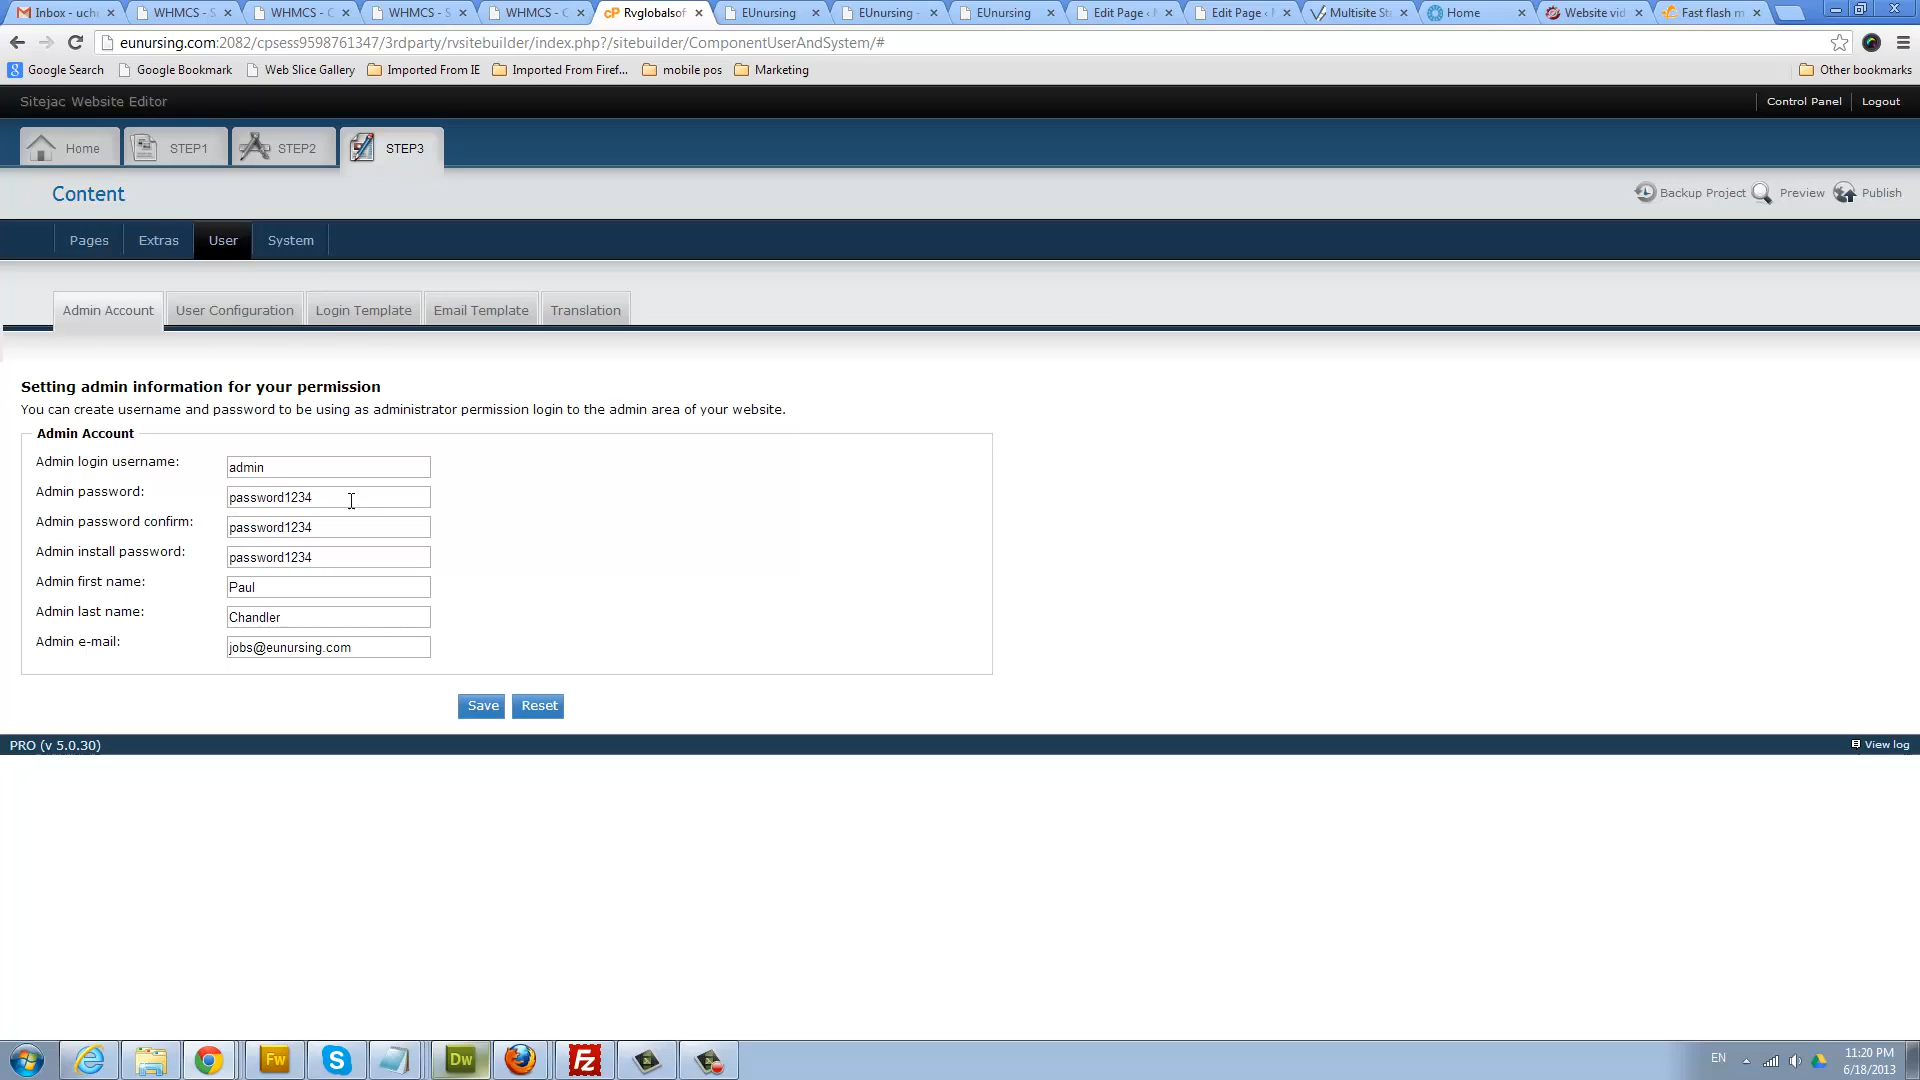 Inbox - uch
WHMCS - S
WHMCS - C
WHMCS - S
WHMCS - C
cP Rvglobalsof
EUnursing
EUnursing -
EUnursing
Edit Page ‹
Edit Page ‹
Multisite Sta
Home
Website vid
Fast flash m
eunursing.com:2082/cpsess9598761347/3rdparty/rvsitebuilder/index.php?/sitebuilder/ComponentUserAndSystem/#
Google Search
Google Bookmark
Web Slice Gallery
Imported From IE
Imported From Firef...
mobile pos
Marketing
Other bookmarks
Sitejac Website Editor
Control Panel
Logout
Home
STEP1
STEP2
STEP3
Content
Backup Project
Preview
Publish
Pages
Extras
User
System
Admin Account
User Configuration
Login Template
Email Template
Translation
Setting admin information for your permission
You can create username and password to be using as administrator permission login to the admin area of your website.
Admin Account
Admin login username: admin
Admin password: password1234
Admin password confirm: password1234
Admin install password: password1234
Admin first name: Paul
Admin last name: Chandler
Admin e-mail: jobs@eunursing.com
Save
Reset
PRO (v 5.0.30)
View log
Fw
Dw
Fz
EN
11:20 PM
6/18/2013